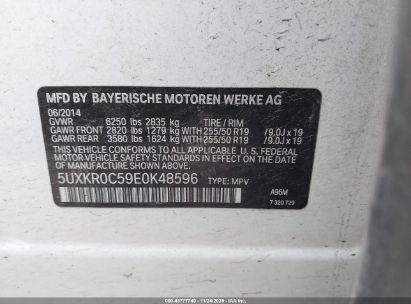 MFD BY BAYERISCHE MOTOREN WERKE AG
06/2014
GVWR 6250 lbs 2835 kg TIRE / RIM
GAWR FRONT 2820 lbs 1279 kg WITH 255/50 R19 /9.0J x 19
GAWR REAR 3580 lbs 1624 kg WITH 255/50 R19 /9.0J x 19
THIS VEHICLE CONFORMS TO ALL APPLICABLE U.S. FEDERAL
MOTOR VEHICLE SAFETY STANDARDS IN EFFECT ON THE DATE
OF MANUFACTURE SHOWN ABOVE.
5UXKR0C59E0K48596 TYPE: MPV
A96M
7 320 729